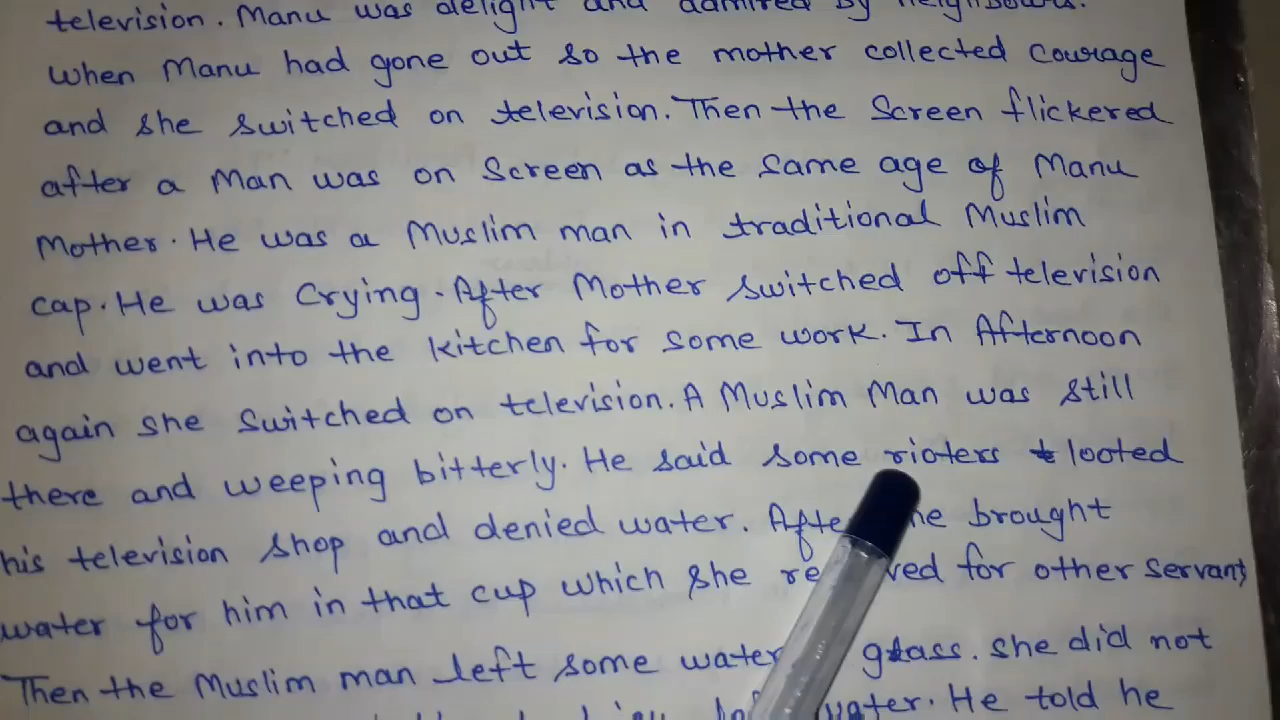 television. Manu was delight and admired by neighbours.
When Manu had gone out so the mother collected courage
and she switched on television. Then the Screen flickered
after a Man was on Screen as the same age of Manu
Mother. He was a Muslim man in traditional Muslim
cap. He was Crying. After Mother switched off television
and went into the kitchen for some work. In Afternoon
again she switched on television. A Muslim Man was still
there and weeping bitterly. He said some rioters looted
his television shop and denied water. After he brought
water for him in that cup which she for other servant
Then the Muslim man left some water glass. she did not
water. He told he